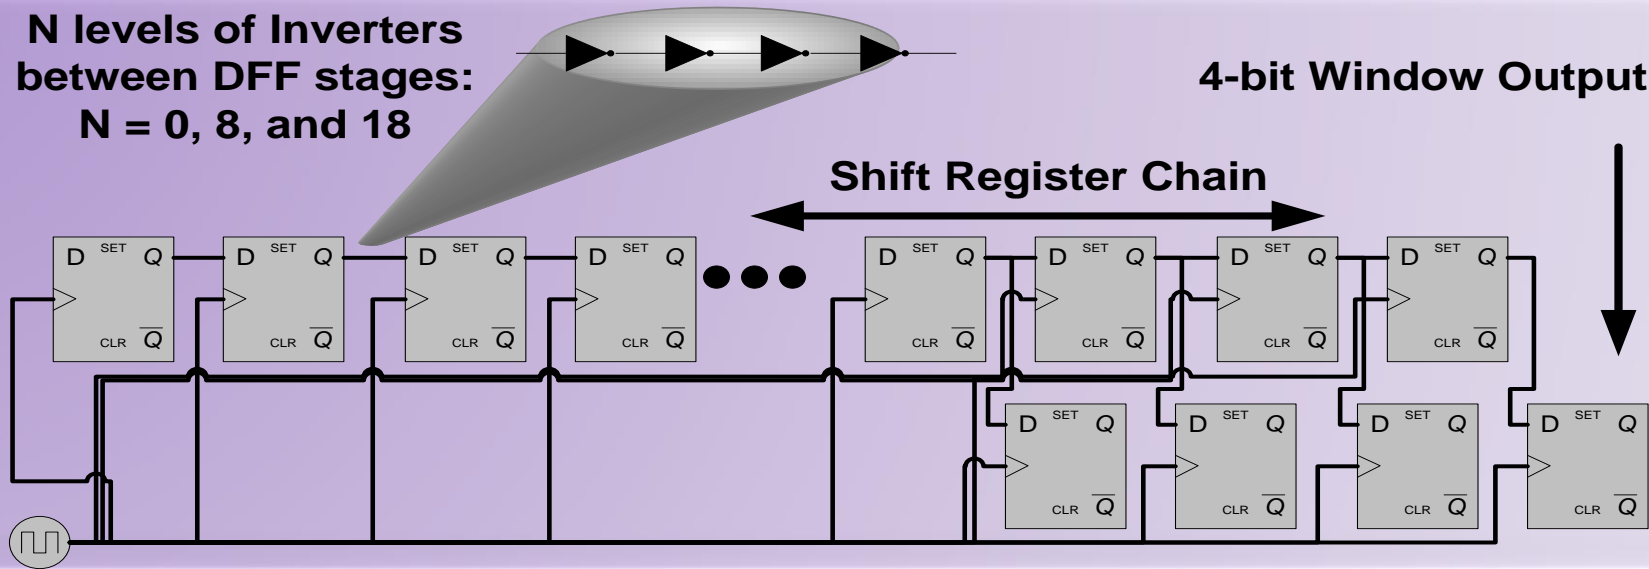 N levels of Inverters
between DFF stages:
N = 0, 8, and 18
4-bit Window Output
Shift Register Chain
D SET Q
CLR Q
D SET Q
CLR Q
D SET Q
CLR Q
D SET Q
CLR Q
D SET Q
CLR Q
D SET Q
CLR Q
D SET Q
CLR Q
D SET Q
CLR Q
D SET Q
CLR Q
D SET Q
CLR Q
D SET Q
CLR Q
D SET Q
CLR Q